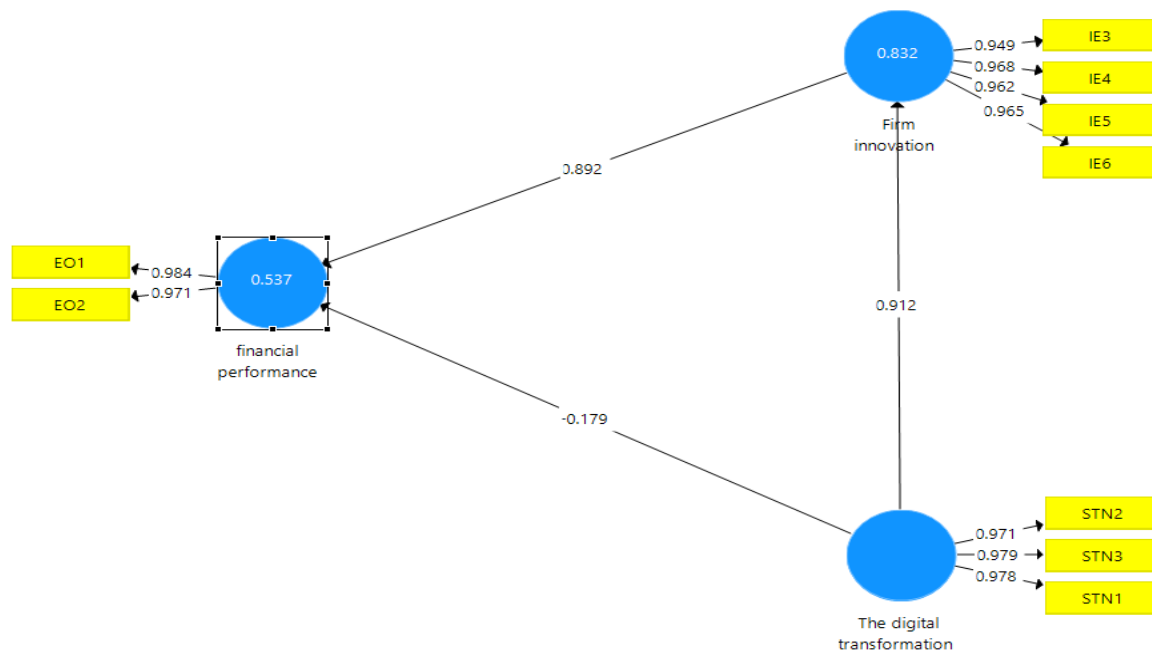 0.832
Firm
innovation
0.949
0.968
0.962
0.965
IE3
IE4
IE5
IE6
0.892
EO1
EO2
0.984
0.971
0.537
financial
performance
0.912
-0.179
0.971
0.979
0.978
STN2
STN3
STN1
The digital
transformation